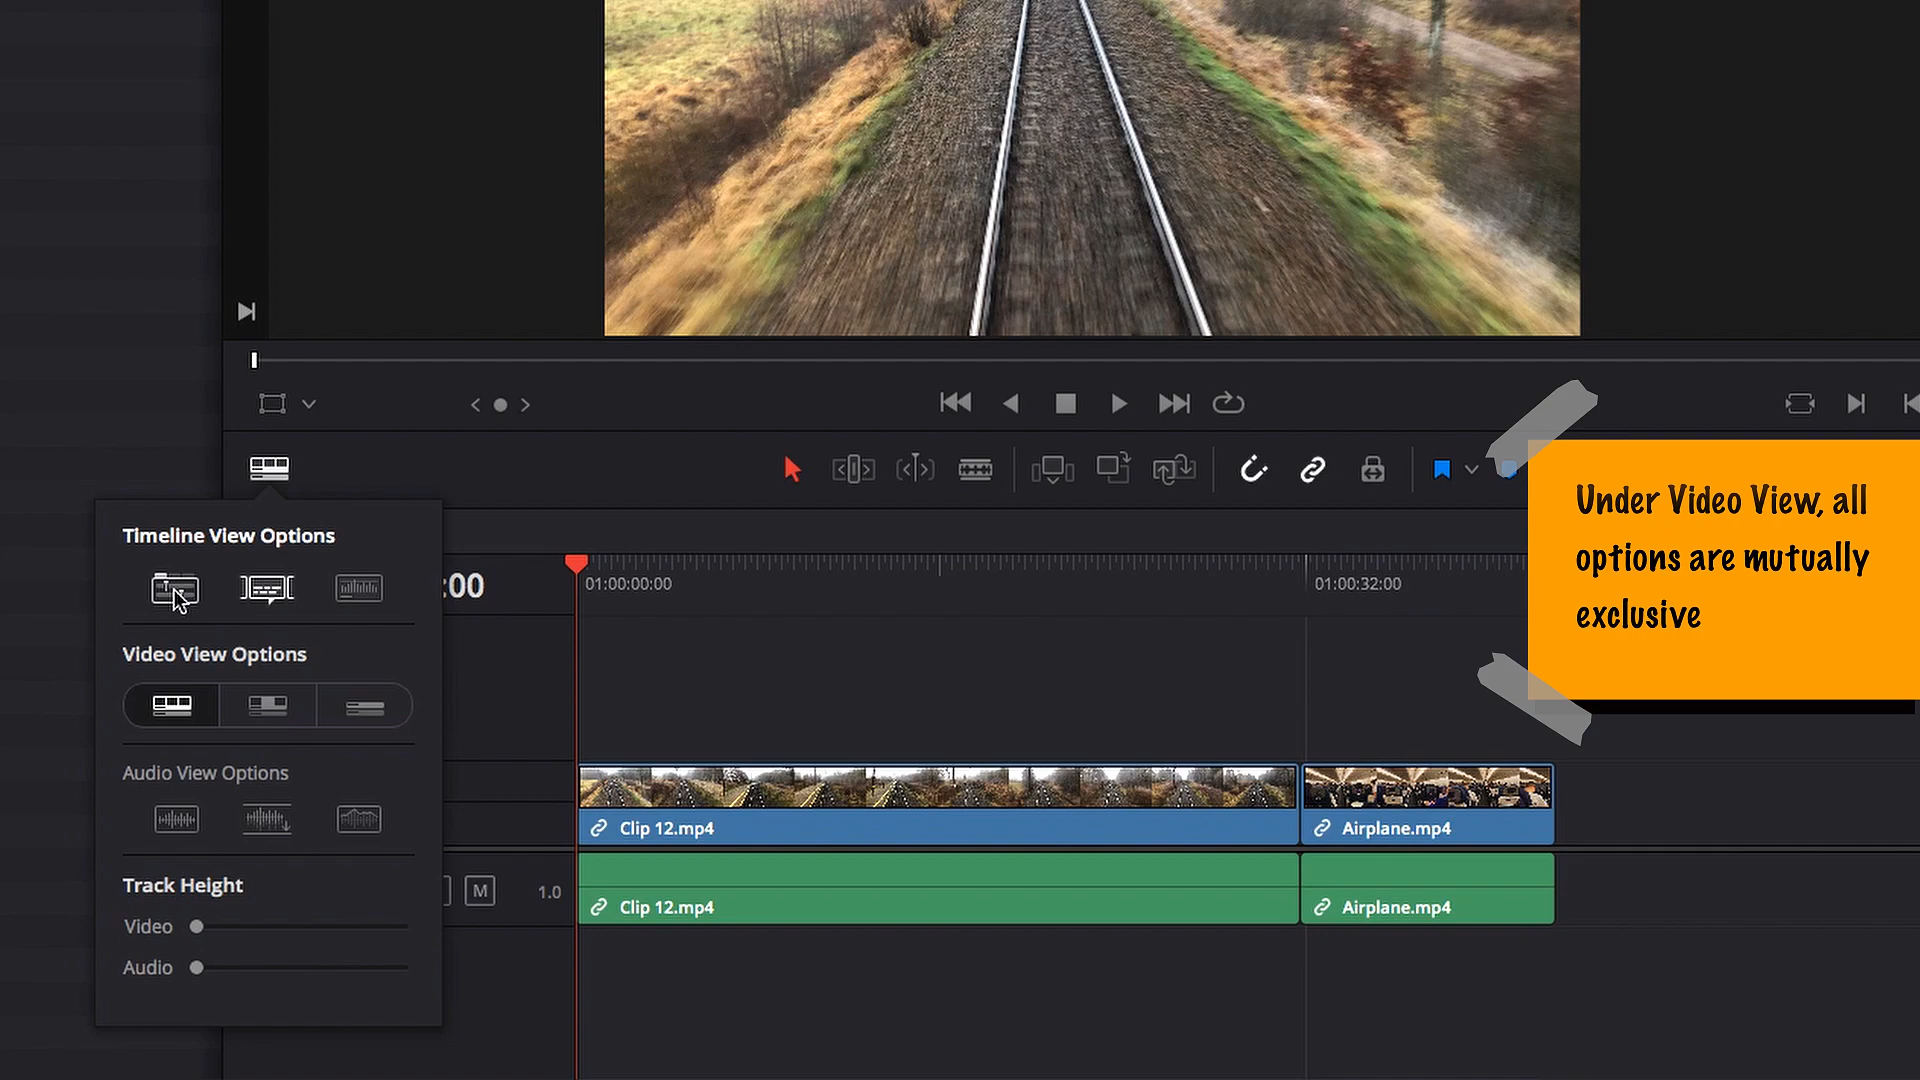 Under Video View, all
options are mutually
exclusive
Timeline View Options
:00
01:00:00:00
01:00:32:00
Video View Options
Audio View Options
Clip 12.mp4
Airplane.mp4
Track Height
M
1.0
Clip 12.mp4
Airplane.mp4
Video
Audio